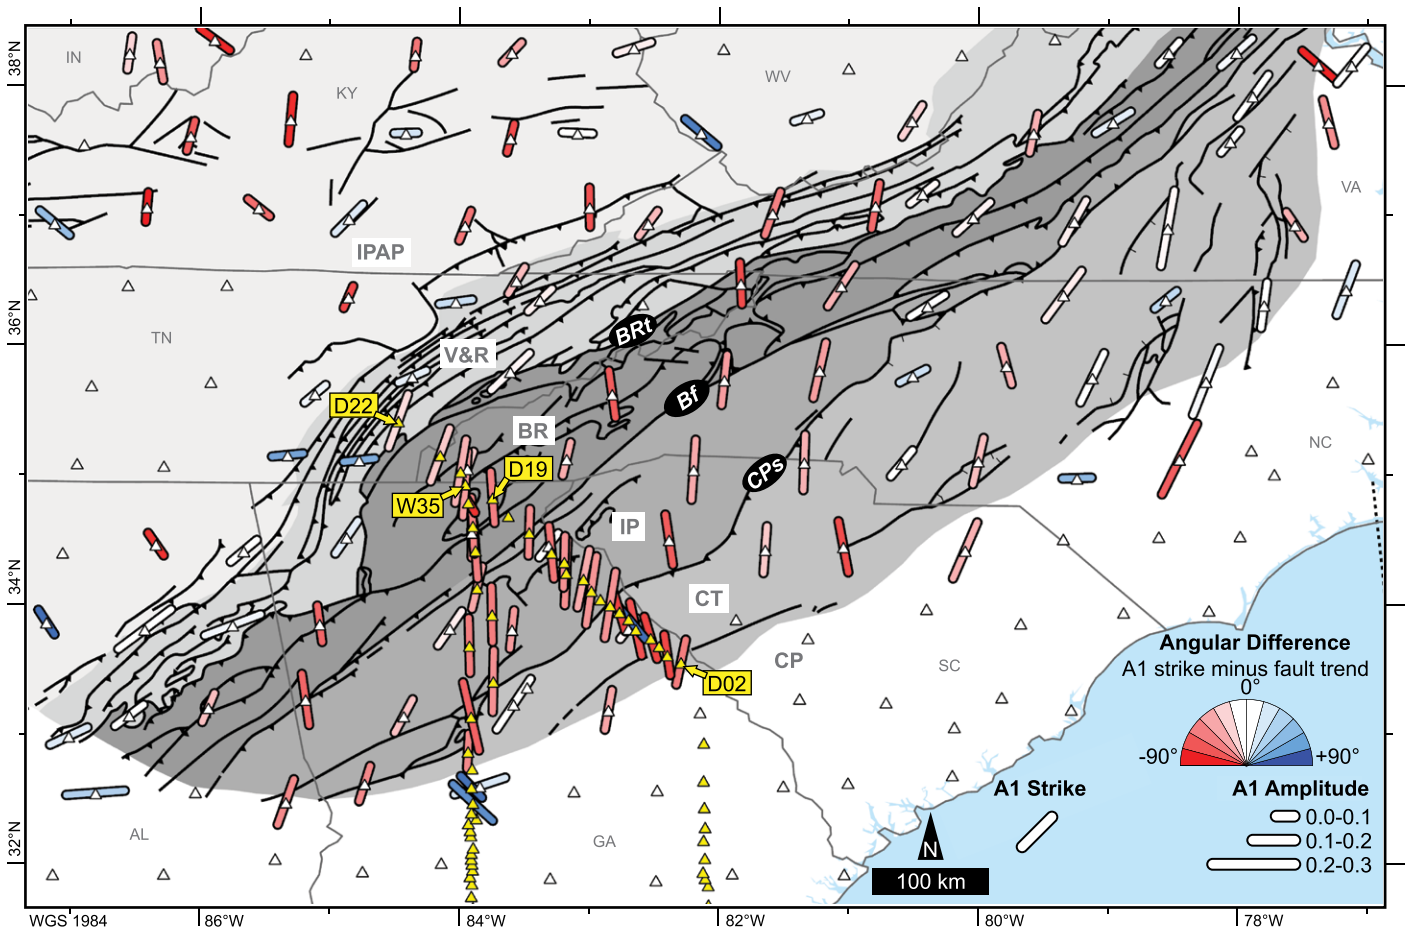 38°N
36°N
34°N
32°N
IN
KY
WV
VA
IPAP
TN
V&R
BRt
D22
Bf
BR
D19
CPs
NC
W35
IP
CT
CP
SC
D02
AL
GA
Angular Difference
A1 strike minus fault trend
0°
-90°
+90°
A1 Strike
A1 Amplitude
0.0-0.1
0.1-0.2
0.2-0.3
N
100 km
WGS 1984
86°W
84°W
82°W
80°W
78°W